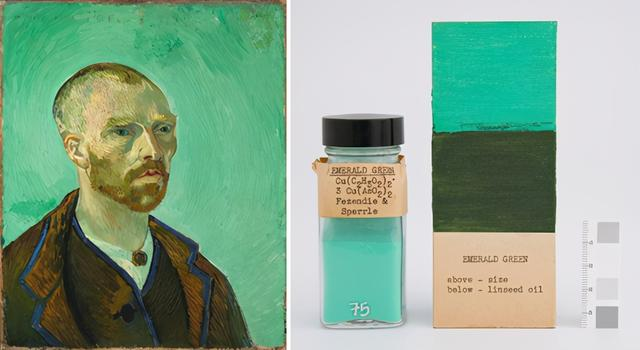 EMERALD GREEN
Cu(C2H3O2)2·
3 Cu(AsO2)2
Fezandie &
Sperrle
75
EMERALD GREEN
above - size
below - linseed oil